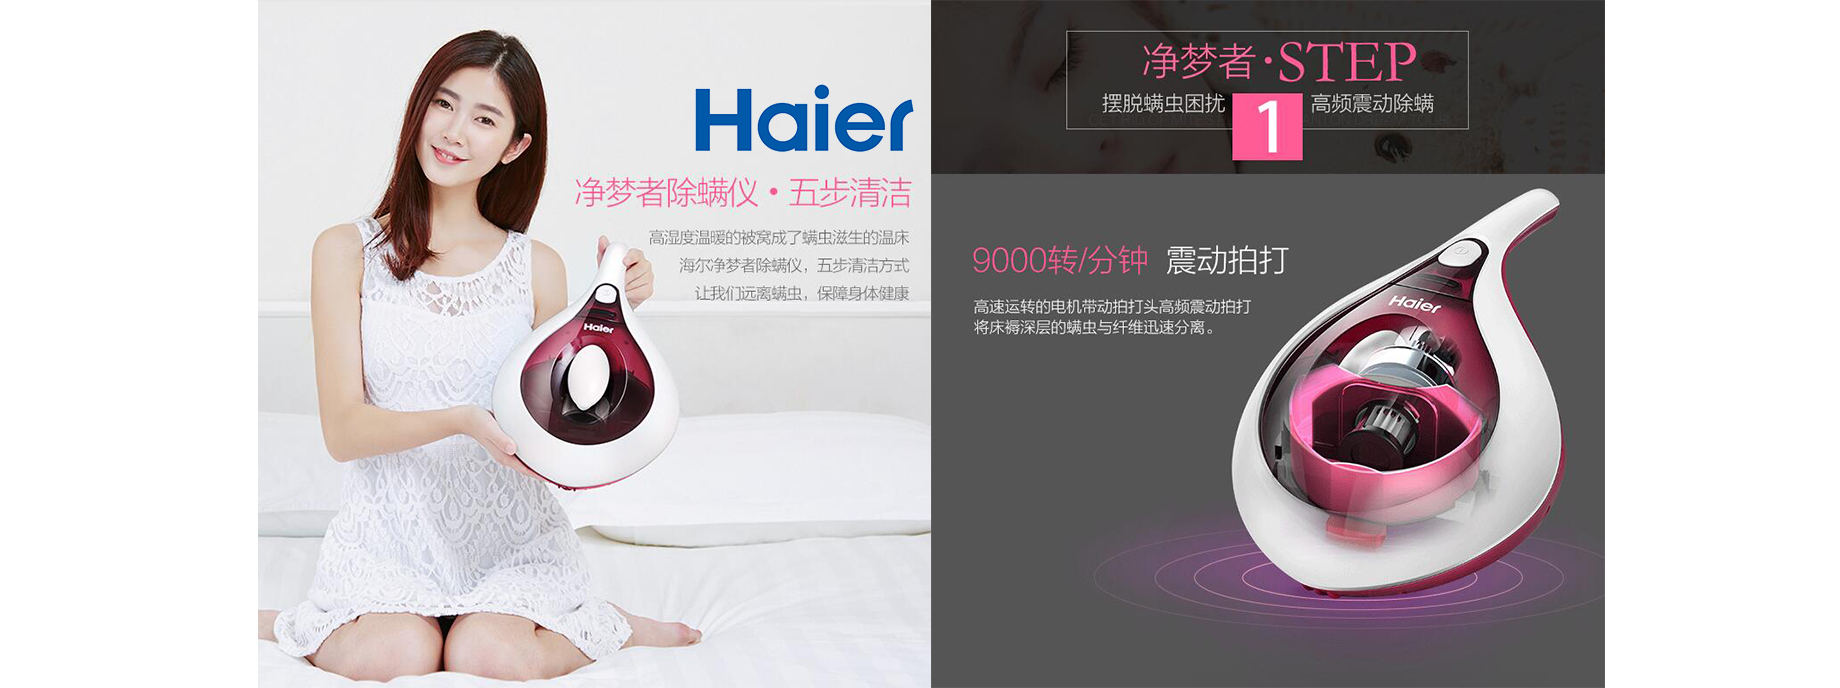 Haier
净梦者除螨仪·五步清洁
高湿度温暖的被窝成了螨虫滋生的温床
海尔净梦者除螨仪，五步清洁方式
让我们远离螨虫，保障身体健康
Haier
净梦者·STEP
摆脱螨虫困扰 1 高频震动除螨
9000转/分钟 震动拍打
高速运转的电机带动拍打头高频震动拍打
将床褥深层的螨虫与纤维迅速分离。
Haier